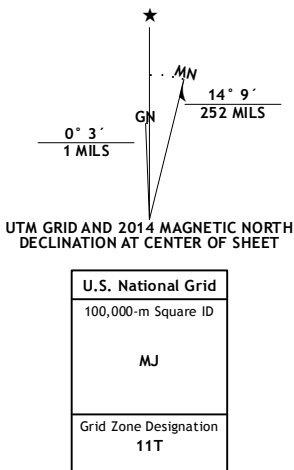 ★
MN
GN
0° 3´
1 MILS
14° 9´
252 MILS
UTM GRID AND 2014 MAGNETIC NORTH
DECLINATION AT CENTER OF SHEET
U.S. National Grid
100,000-m Square ID
MJ
Grid Zone Designation
11T